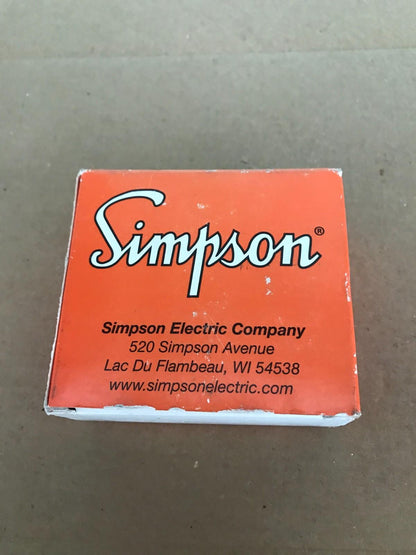 Simpson®
Simpson Electric Company
520 Simpson Avenue
Lac Du Flambeau, WI 54538
www.simpsonelectric.com